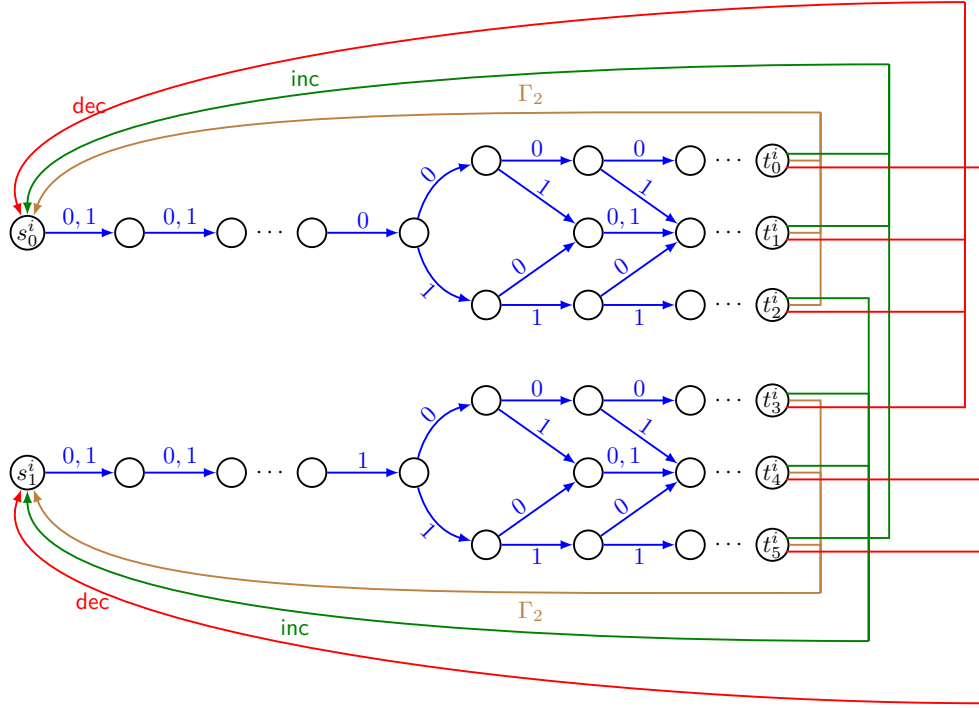 inc
dec
Γ₂
0 0 t₀ⁱ
0 1 1
s₀ⁱ 0,1 0,1 ··· 0 0,1 ··· t₁ⁱ
1 0 0
1 1 ··· t₂ⁱ
0 0 ··· t₃ⁱ
0 1 1
s₁ⁱ 0,1 0,1 ··· 1 0,1 ··· t₄ⁱ
1 0 0
1 1 ··· t₅ⁱ
dec Γ₂
inc